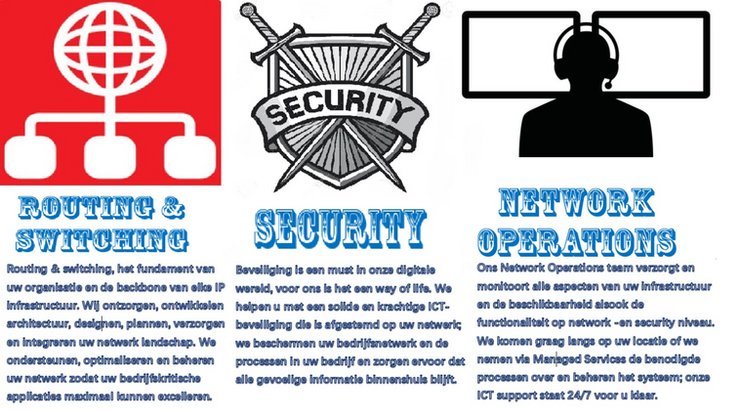 SECURITY
ROUTING &
SWITCHING
Routing & switching, het fundament van
uw organisatie en de backbone van elke IP
infrastructuur. Wij ontzorgen, ontwikkelen
architectuur, designen, plannen, verzorgen
en integreren uw netwerk landschap. We
ondersteunen, optimaliseren en beheren
uw netwerk zodat uw bedrijfskritische
applicaties maximaal kunnen excelleren.
SECURITY
Beveiliging is een must in onze digitale
wereld, voor ons is het een way of life. We
helpen u met een solide en krachtige ICT-
beveiliging die is afgestemd op uw netwerk;
we beschermen uw bedrijfsnetwerk en de
processen in uw bedrijf en zorgen ervoor dat
alle gevoelige informatie binnenshuis blijft.
NETWORK
OPERATIONS
Ons Network Operations team verzorgt en
monitoort alle aspecten van uw infrastructuur
en de beschikbaarheid alsook de
functionaliteit op network -en security niveau.
We komen graag langs op uw locatie of we
nemen via Managed Services de benodigde
processen over en beheren het systeem; onze
ICT support staat 24/7 voor u klaar.